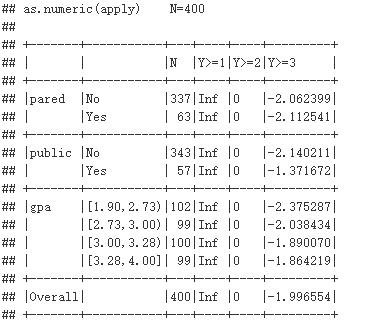 ## as.numeric(apply)    N=400
##
## +-------+-----------+---+----+----+---------+
## |       |           |N  |Y>=1|Y>=2|Y>=3     |
## +-------+-----------+---+----+----+---------+
## |pared  |No         |337|Inf |0   |-2.062399|
## |       |Yes        | 63|Inf |0   |-2.112541|
## +-------+-----------+---+----+----+---------+
## |public |No         |343|Inf |0   |-2.140211|
## |       |Yes        | 57|Inf |0   |-1.371672|
## +-------+-----------+---+----+----+---------+
## |gpa    |[1.90,2.73)|102|Inf |0   |-2.375287|
## |       |[2.73,3.00)| 99|Inf |0   |-2.038434|
## |       |[3.00,3.28)|100|Inf |0   |-1.890070|
## |       |[3.28,4.00]| 99|Inf |0   |-1.864219|
## +-------+-----------+---+----+----+---------+
## |Overall|           |400|Inf |0   |-1.996554|
## +-------+-----------+---+----+----+---------+